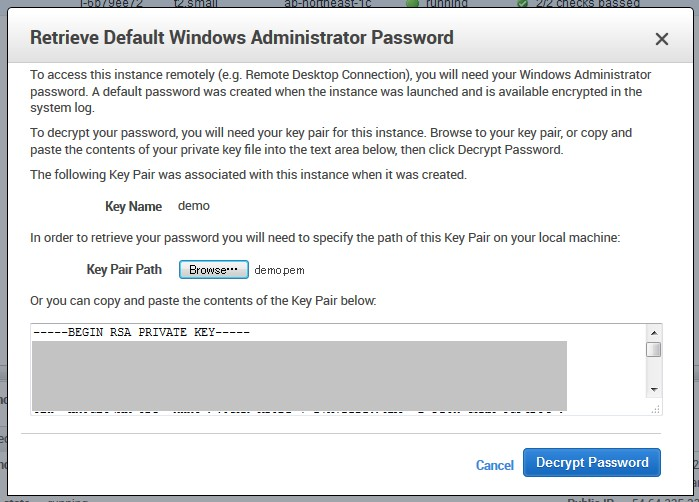 i-6b79ee72 t2.small ap-northeast-1c running 2/2 checks passed
Retrieve Default Windows Administrator Password
To access this instance remotely (e.g. Remote Desktop Connection), you will need your Windows Administrator
password. A default password was created when the instance was launched and is available encrypted in the
system log.
To decrypt your password, you will need your key pair for this instance. Browse to your key pair, or copy and
paste the contents of your private key file into the text area below, then click Decrypt Password.
The following Key Pair was associated with this instance when it was created.
Key Name demo
In order to retrieve your password you will need to specify the path of this Key Pair on your local machine:
Key Pair Path Browse··· demo.pem
Or you can copy and paste the contents of the Key Pair below:
-----BEGIN RSA PRIVATE KEY-----
Cancel Decrypt Password